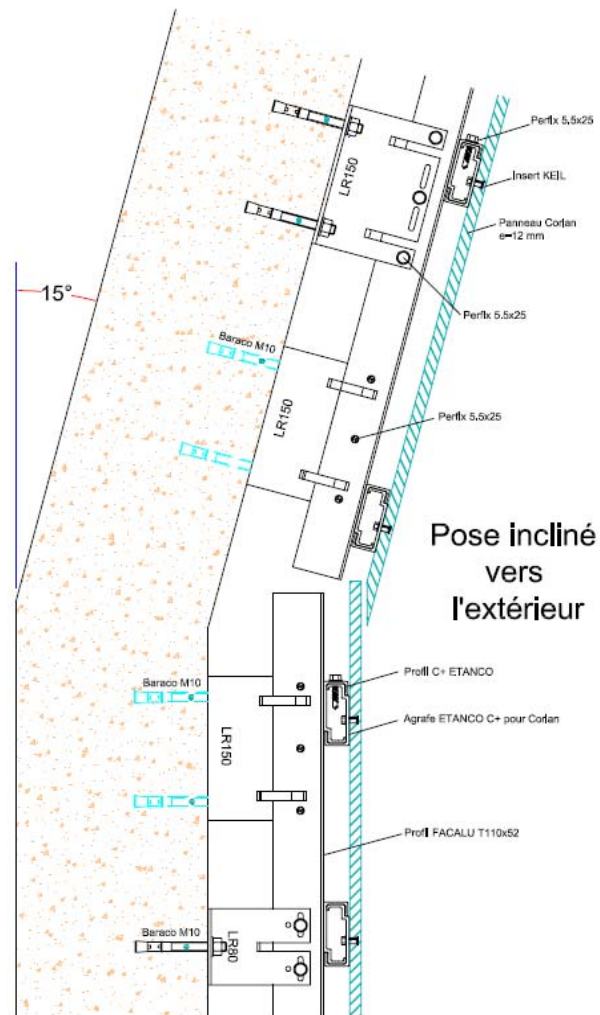 Perfix 5.5x25
Insert KEIL
Panneau Corian
e=12 mm
LR150
15°
Perfix 5.5x25
Baraco M10
LR150
Perfix 5.5x25
Pose incliné
vers
l'extérieur
Profil C+ ETANCO
Baraco M10
Agrafe ETANCO C+ pour Corian
LR150
Profil FACALU T110x52
Baraco M10
LR80